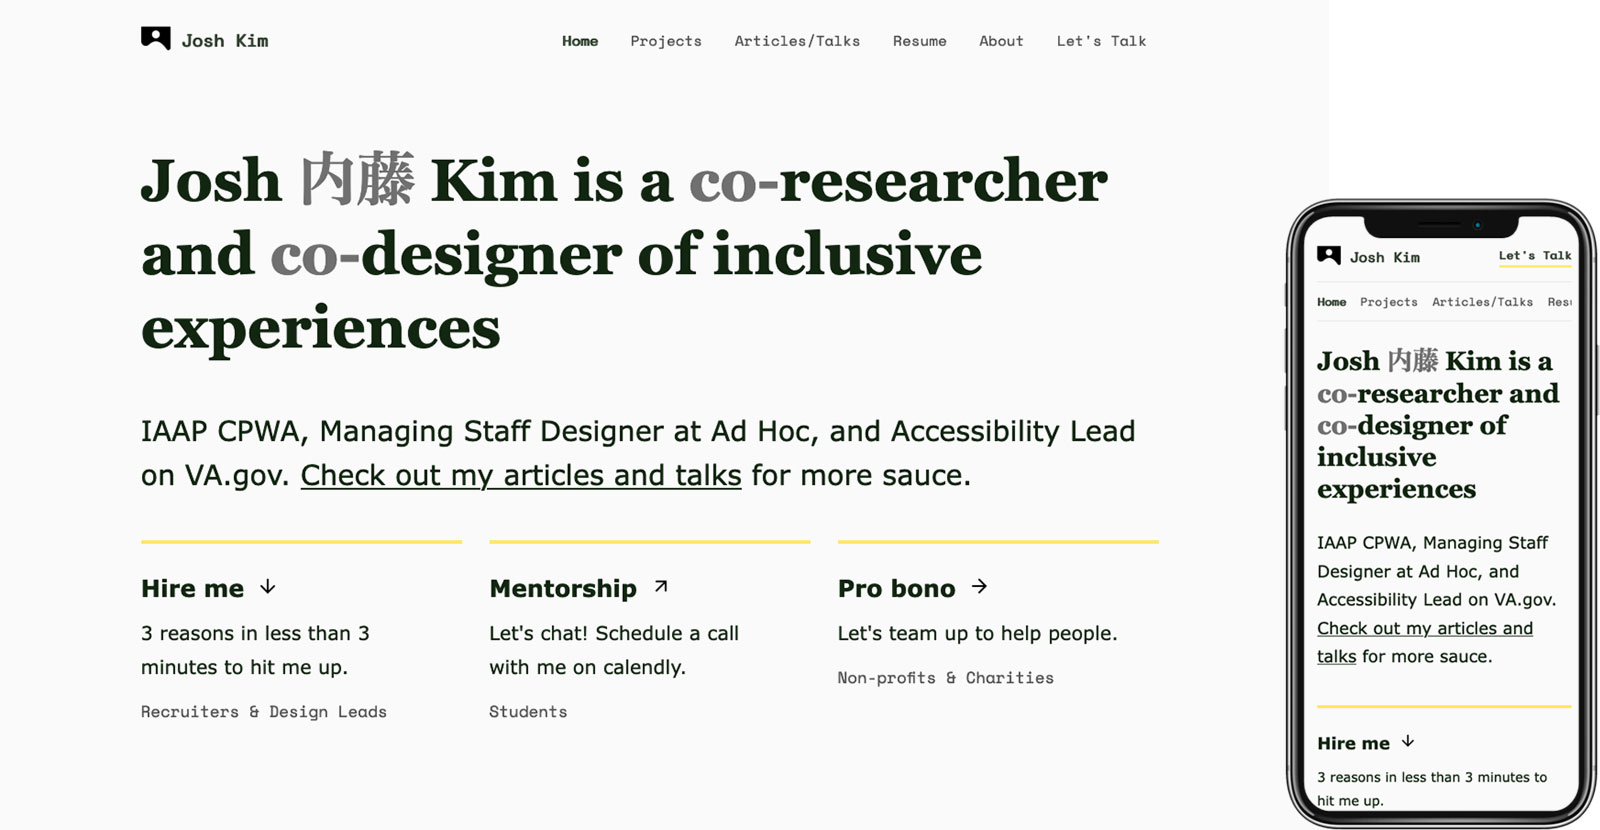 Josh Kim
Home Projects Articles/Talks Resume About Let's Talk
Josh 内藤 Kim is a co-researcher
and co-designer of inclusive
experiences
IAAP CPWA, Managing Staff Designer at Ad Hoc, and Accessibility Lead
on VA.gov. Check out my articles and talks for more sauce.
Hire me ↓
3 reasons in less than 3
minutes to hit me up.
Recruiters & Design Leads
Mentorship ↗
Let's chat! Schedule a call
with me on calendly.
Students
Pro bono →
Let's team up to help people.
Non-profits & Charities
Josh Kim
Let's Talk
Home Projects Articles/Talks
Josh 内藤 Kim is a
co-researcher and
co-designer of
inclusive
experiences
IAAP CPWA, Managing Staff
Designer at Ad Hoc, and
Accessibility Lead on VA.gov.
Check out my articles and
talks for more sauce.
Hire me ↓
3 reasons in less than 3 minutes to
hit me up.